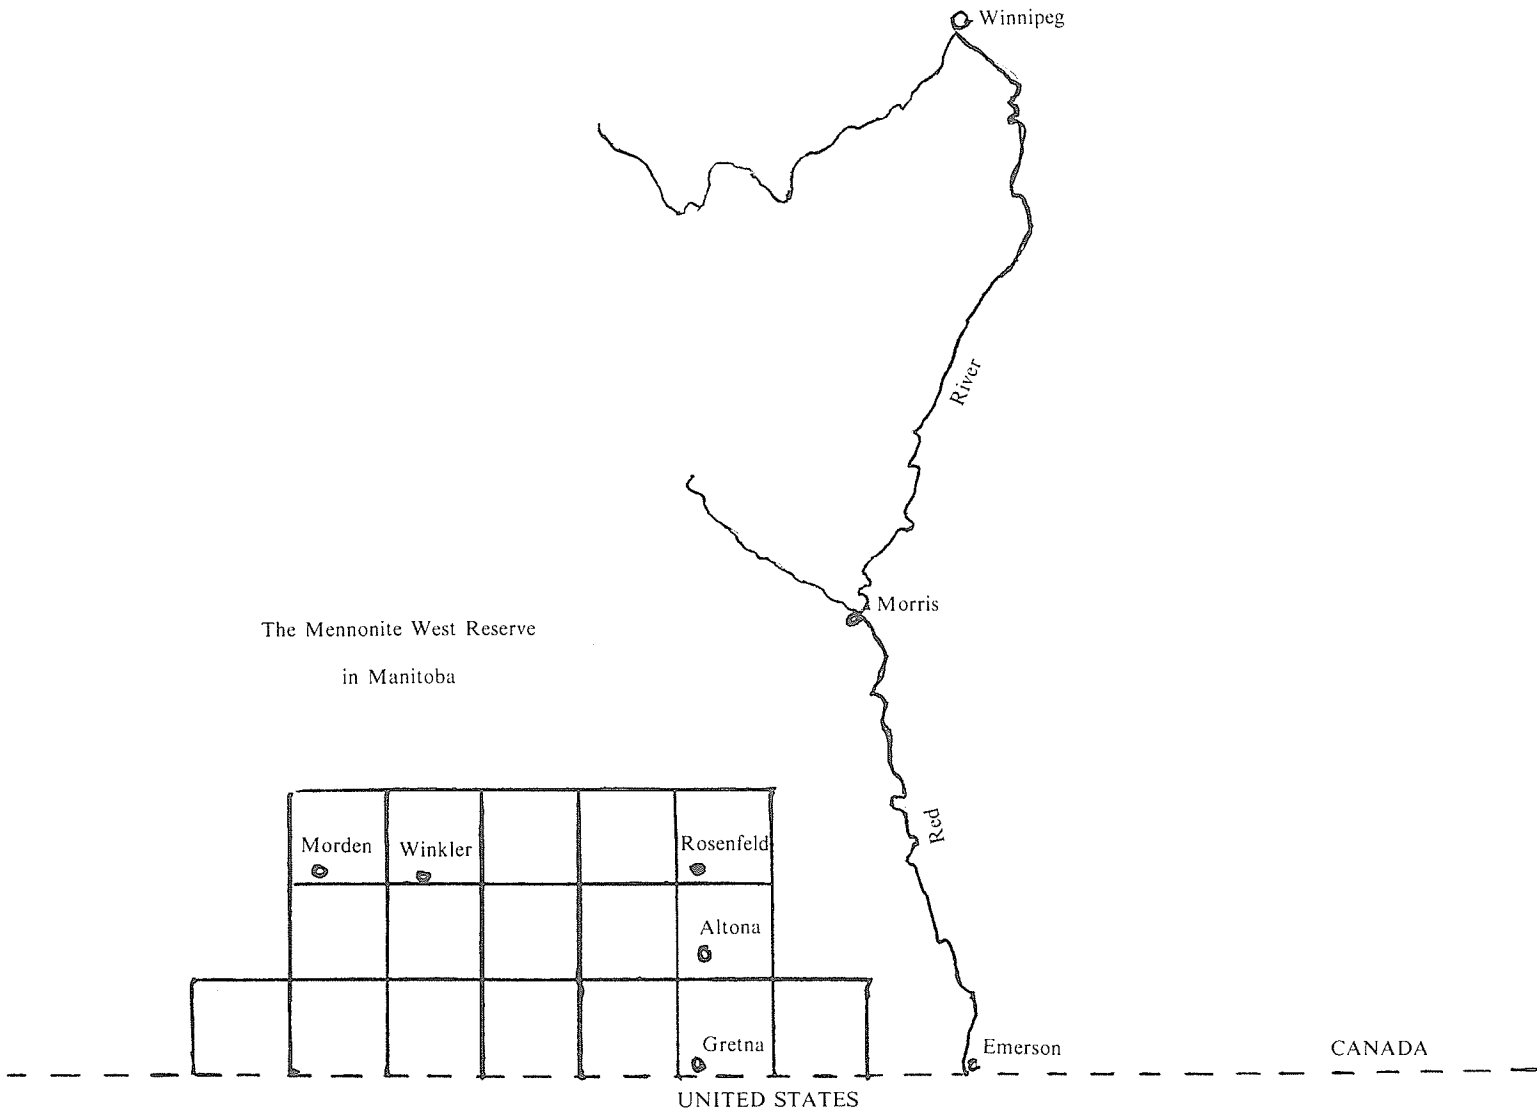 Winnipeg
River
Morris
The Mennonite West Reserve
in Manitoba
Red
Morden
Winkler
Rosenfeld
Altona
Gretna
Emerson
CANADA
UNITED STATES